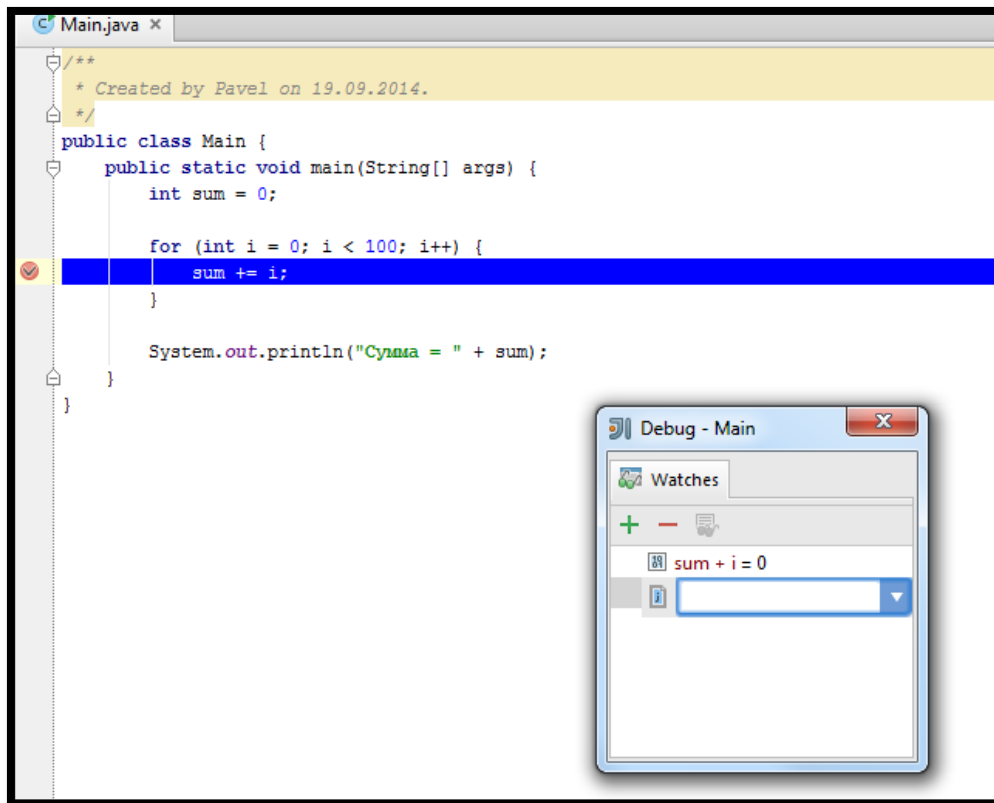 Main.java
/**
* Created by Pavel on 19.09.2014.
*/
public class Main {
public static void main(String[] args) {
int sum = 0;
for (int i = 0; i < 100; i++) {
sum += i;
}
System.out.println("Сумма = " + sum);
}
}
Debug - Main
Watches
sum + i = 0